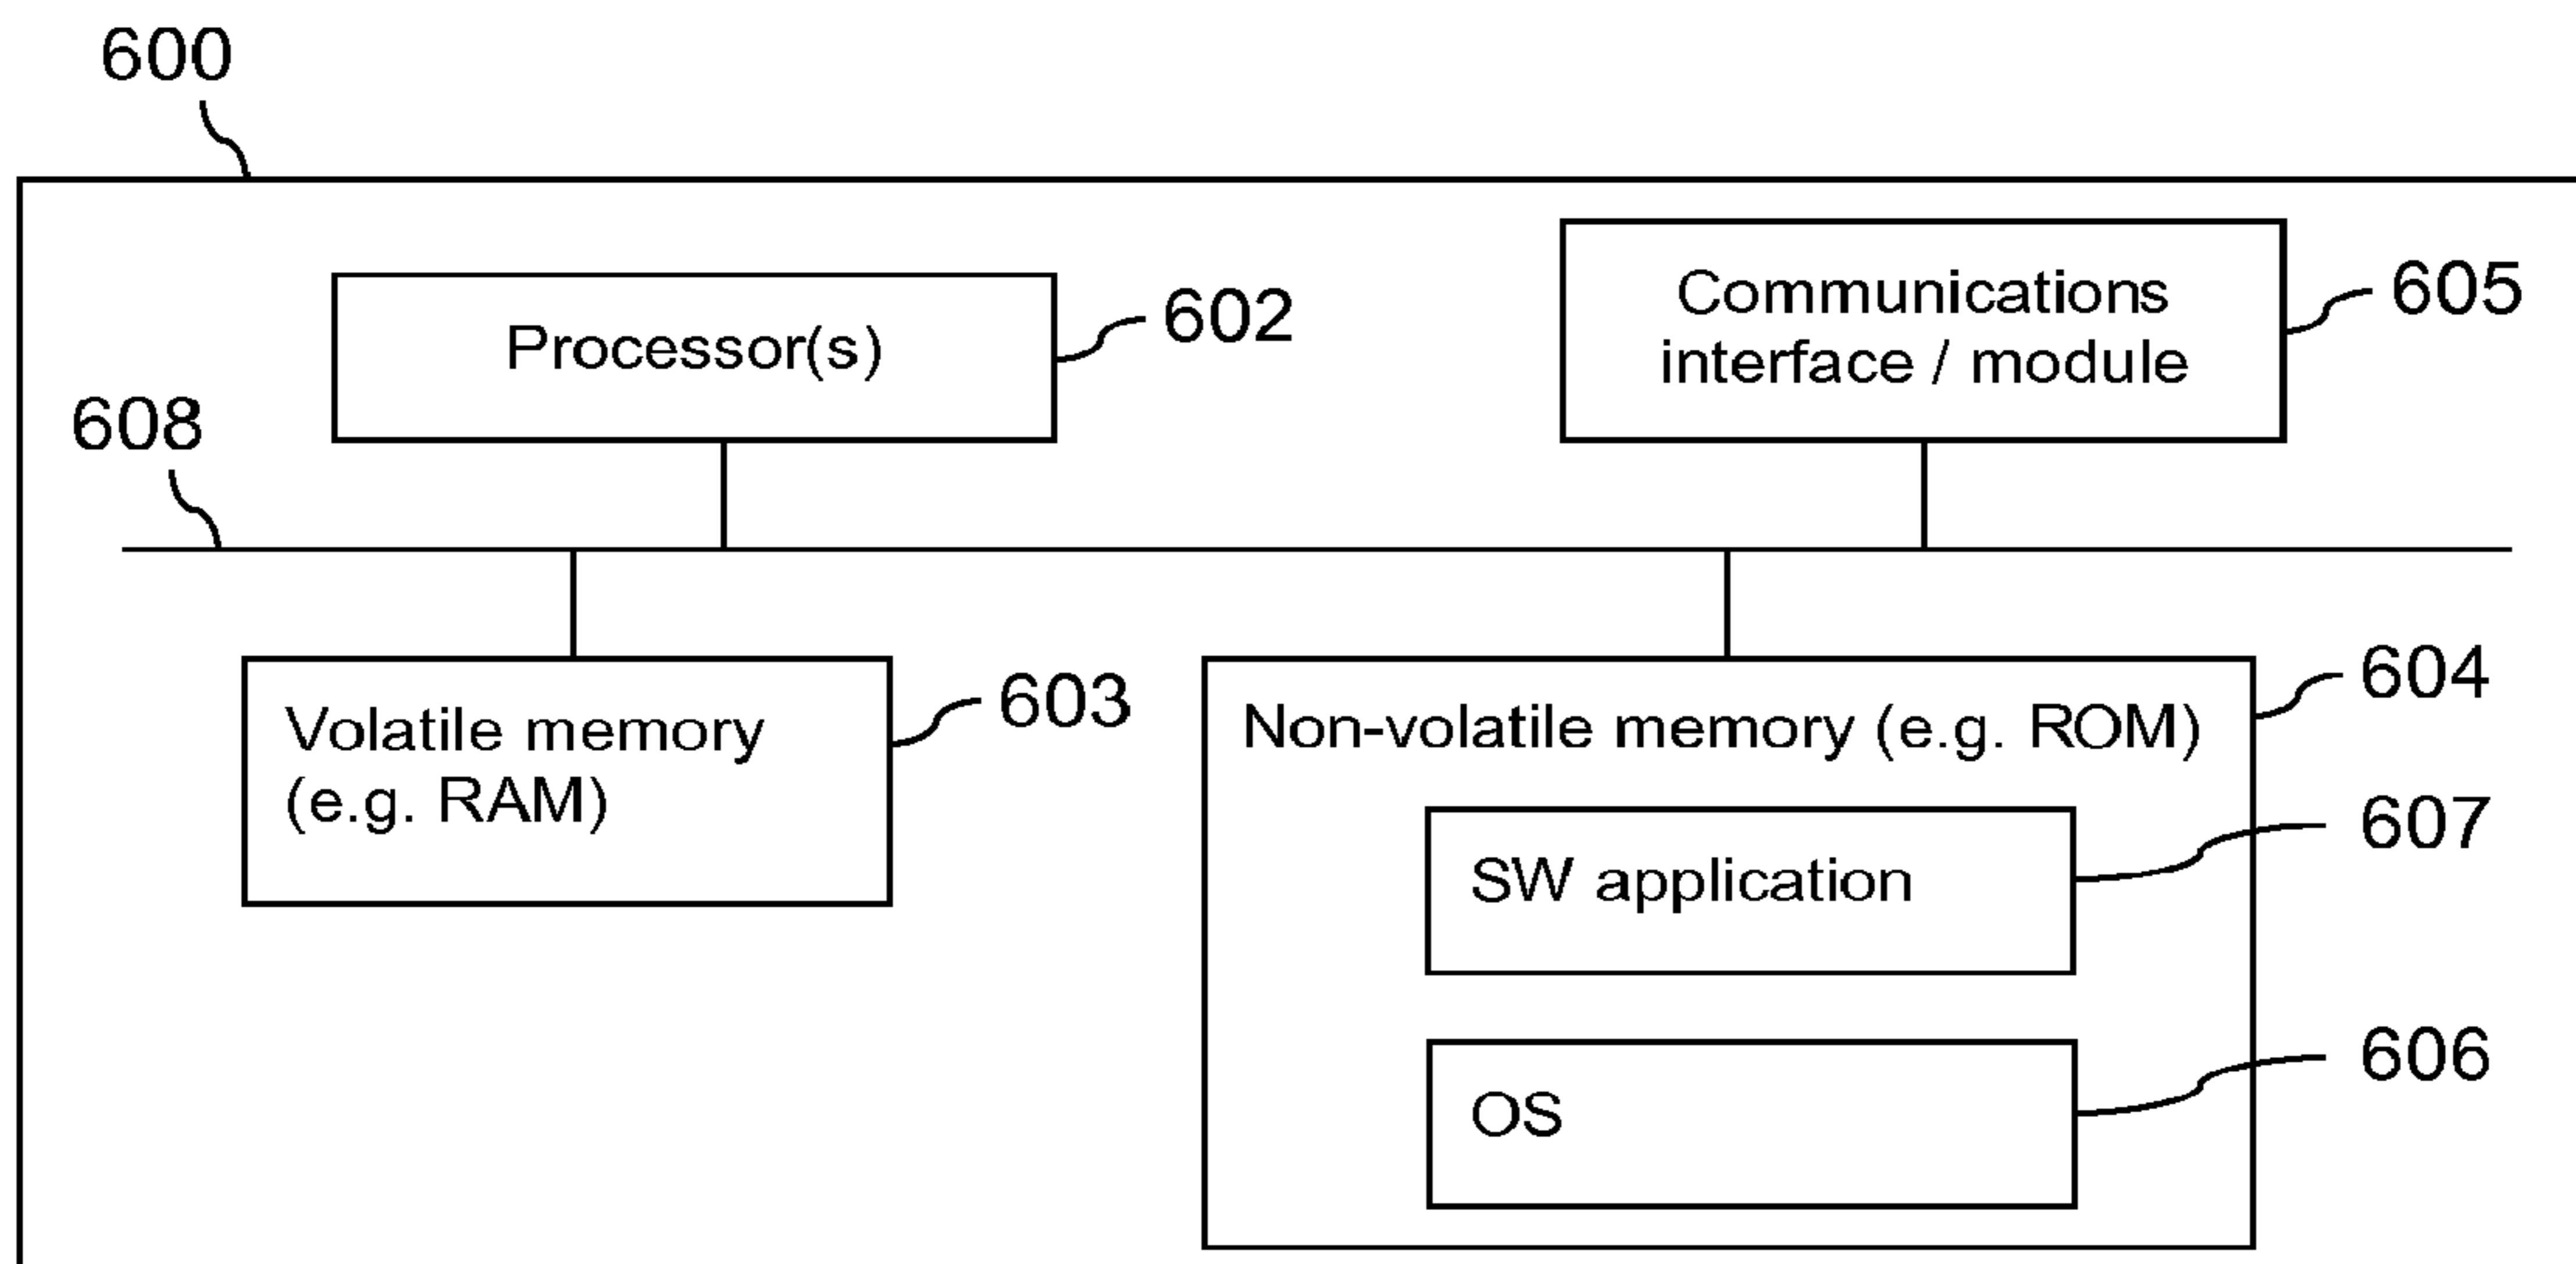 600
Processor(s)
602
Communications
interface / module
605
608
Volatile memory
(e.g. RAM)
603
Non-volatile memory (e.g. ROM)
604
SW application
607
OS
606